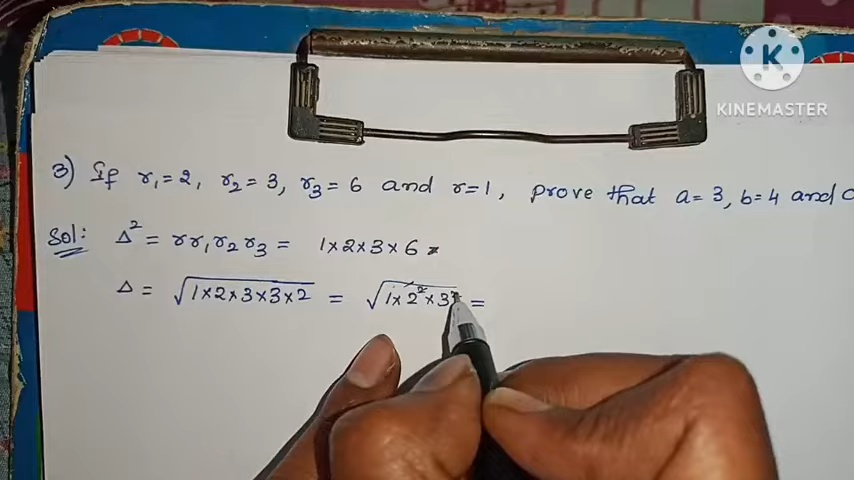 K
KINEMASTER
3) If r₁=2, r₂=3, r₃=6 and r=1, prove that a=3, b=4 and c
Sol: Δ² = rr₁r₂r₃ = 1×2×3×6
Δ = √1×2×3×3×2 = √1×2²×3² =